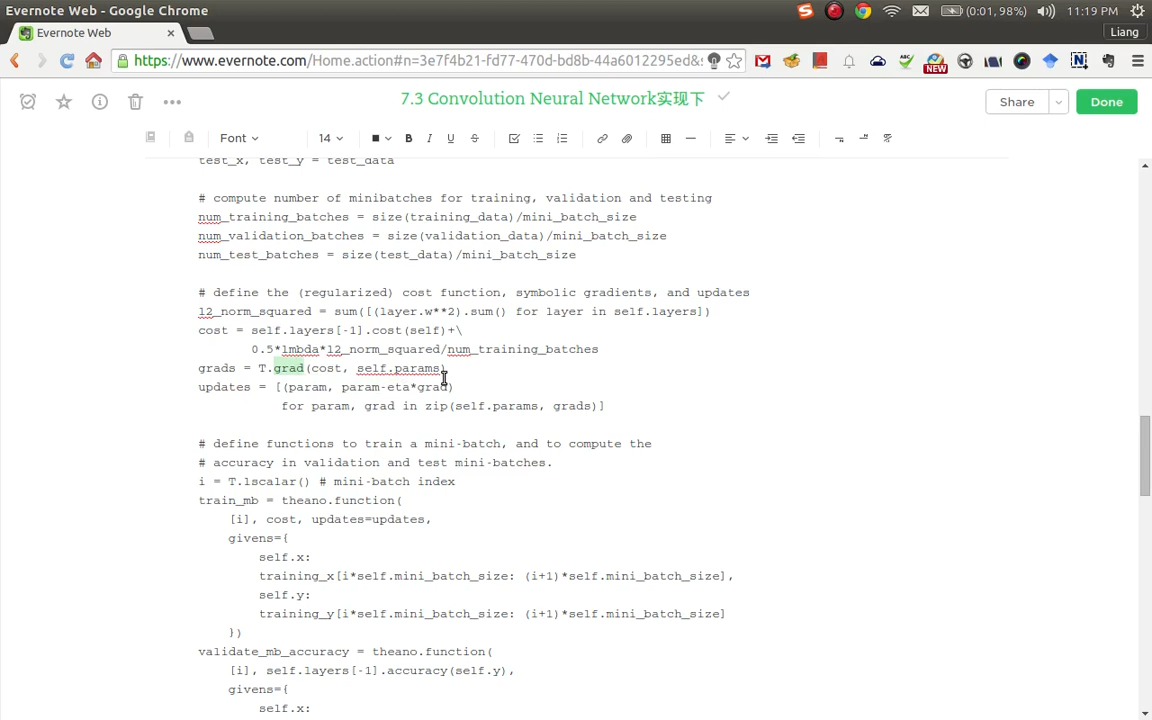 Evernote Web - Google Chrome
(0:01, 98%) 11:19 PM
Evernote Web
Liang
https://www.evernote.com/Home.action#n=3e7f4b21-fd77-470d-bd8b-44a6012295ed&s
NEW
7.3 Convolution Neural Network实现下
Share
Done
Font
14
B I U
test_x, test_y = test_data
# compute number of minibatches for training, validation and testing
num_training_batches = size(training_data)/mini_batch_size
num_validation_batches = size(validation_data)/mini_batch_size
num_test_batches = size(test_data)/mini_batch_size
# define the (regularized) cost function, symbolic gradients, and updates
l2_norm_squared = sum([(layer.w**2).sum() for layer in self.layers])
cost = self.layers[-1].cost(self)+\
0.5*lmbda*l2_norm_squared/num_training_batches
grads = T.grad(cost, self.params)
updates = [(param, param-eta*grad)
for param, grad in zip(self.params, grads)]
# define functions to train a mini-batch, and to compute the
# accuracy in validation and test mini-batches.
i = T.lscalar() # mini-batch index
train_mb = theano.function(
[i], cost, updates=updates,
givens={
self.x:
training_x[i*self.mini_batch_size: (i+1)*self.mini_batch_size],
self.y:
training_y[i*self.mini_batch_size: (i+1)*self.mini_batch_size]
})
validate_mb_accuracy = theano.function(
[i], self.layers[-1].accuracy(self.y),
givens={
self.x: